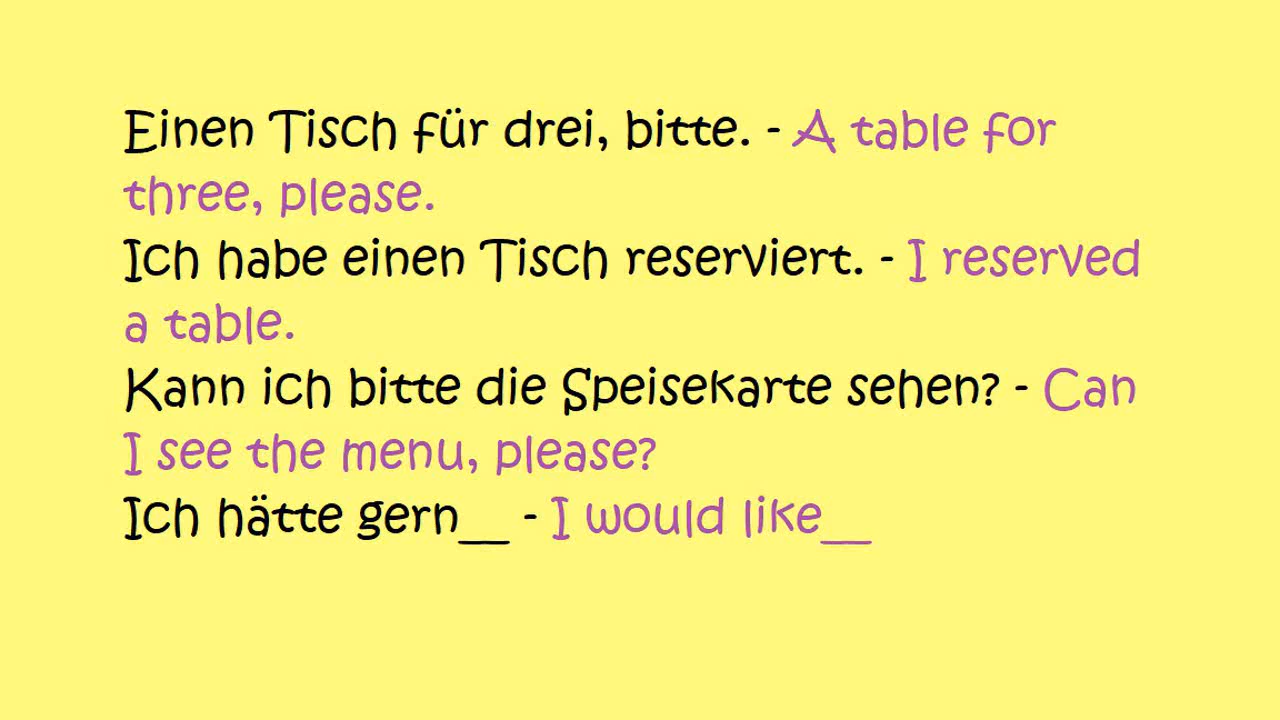 Einen Tisch für drei, bitte. - A table for
three, please.
Ich habe einen Tisch reserviert. - I reserved
a table.
Kann ich bitte die Speisekarte sehen? - Can
I see the menu, please?
Ich hätte gern__ - I would like__